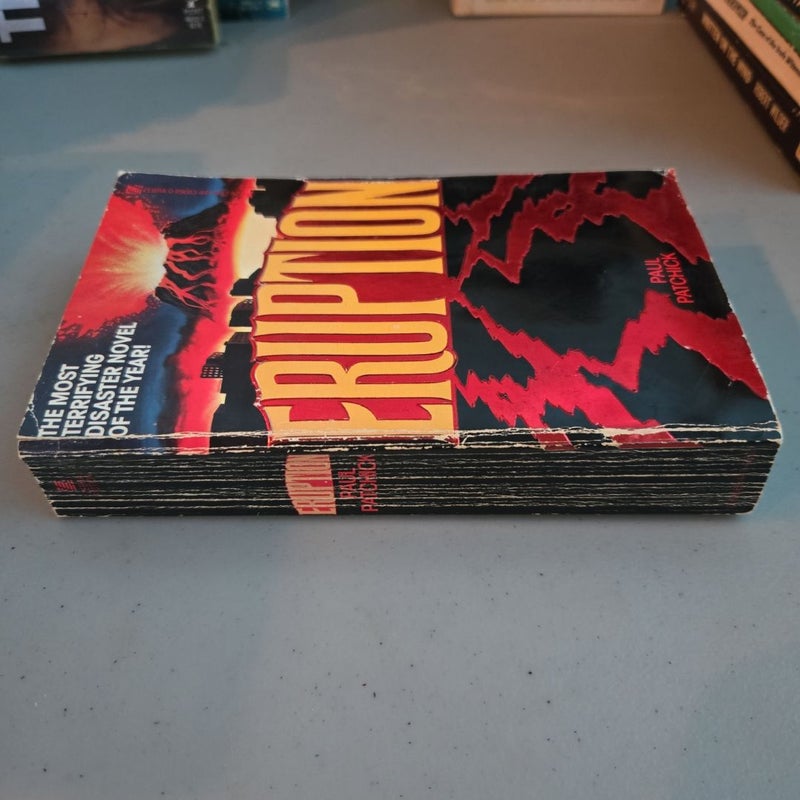 THE MOST
TERRIFYING
DISASTER NOVEL
OF THE YEAR!
ERUPTION
PAUL
PATCHICK
ERUPTION
PAUL
PATCHICK